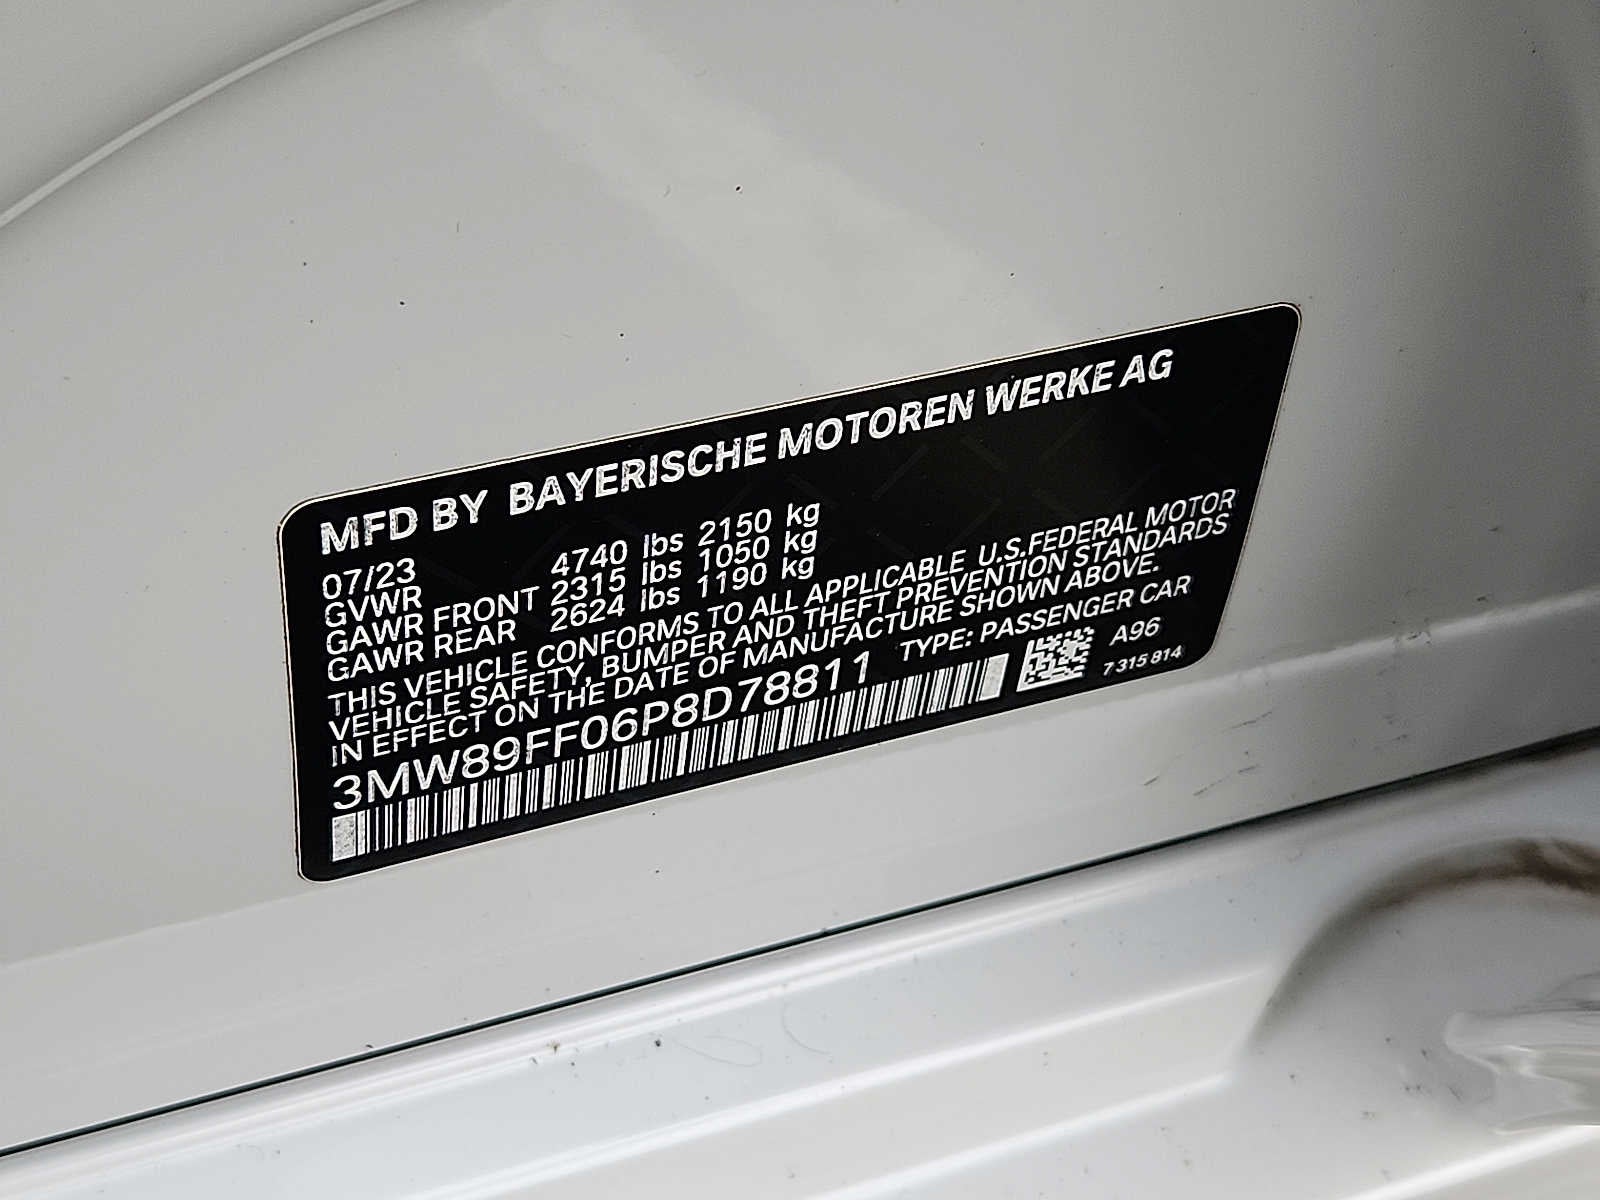 MFD BY BAYERISCHE MOTOREN WERKE AG
07/23
GVWR 4740 lbs 2150 kg
GAWR FRONT 2315 lbs 1050 kg
GAWR REAR 2624 lbs 1190 kg
THIS VEHICLE CONFORMS TO ALL APPLICABLE U.S.FEDERAL MOTOR
VEHICLE SAFETY, BUMPER AND THEFT PREVENTION STANDARDS
IN EFFECT ON THE DATE OF MANUFACTURE SHOWN ABOVE.
3MW89FF06P8D78811 TYPE: PASSENGER CAR
A96
7 315 814